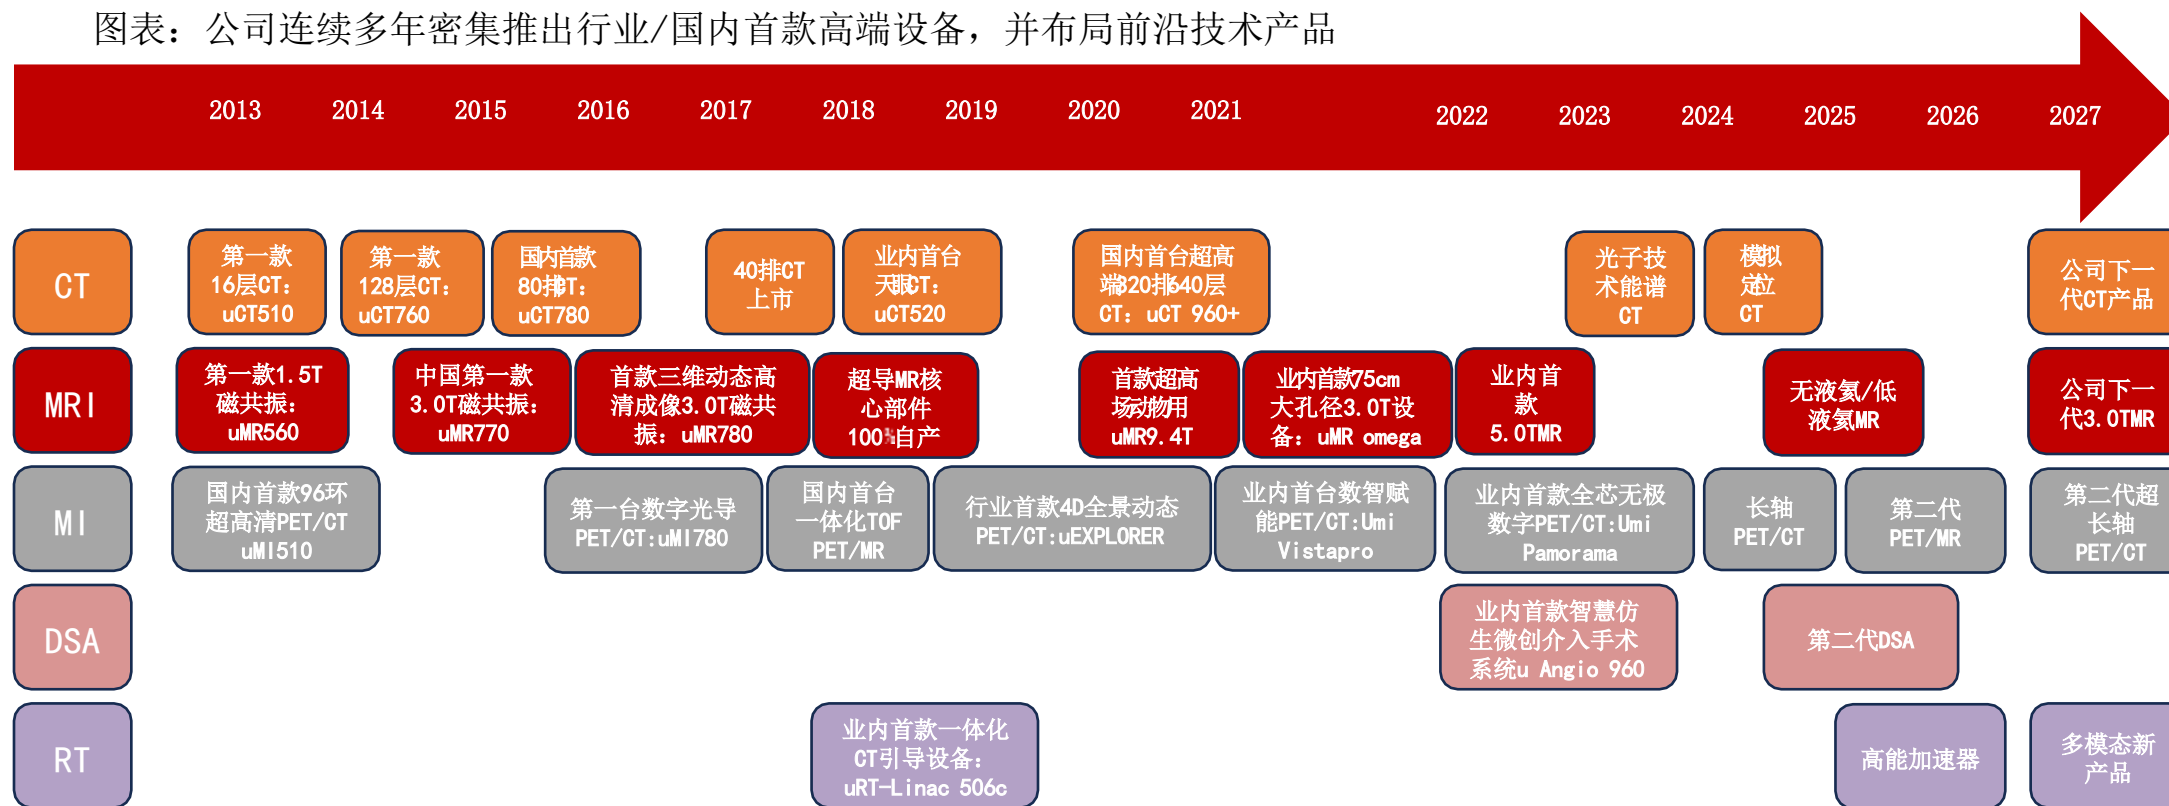 图表：公司连续多年密集推出行业/国内首款高端设备，并布局前沿技术产品
2013 2014 2015 2016 2017 2018 2019 2020 2021 2022 2023 2024 2025 2026 2027
CT
第一款
16层CT：
uCT510
第一款
128层CT：
uCT760
国内首款
80排CT：
uCT780
40排CT
上市
业内首台
天眼CT：
uCT520
国内首台超高
端320排640层
CT：uCT 960+
光子技
术能谱
CT
模拟
定位
CT
公司下一
代CT产品
MRI
第一款1.5T
磁共振：
uMR560
中国第一款
3.0T磁共振：
uMR770
首款三维动态高
清成像3.0T磁共
振：uMR780
超导MR核
心部件
100%自产
首款超高
场动物用
uMR9.4T
业内首款75cm
大孔径3.0T设
备：uMR omega
业内首
款
5.0TMR
无液氦/低
液氦MR
公司下一
代3.0TMR
MI
国内首款96环
超高清PET/CT
uMI510
第一台数字光导
PET/CT:uMI780
国内首台
一体化TOF
PET/MR
行业首款4D全景动态
PET/CT:uEXPLORER
业内首台数智赋
能PET/CT:Umi
Vistapro
业内首款全芯无极
数字PET/CT:Umi
Pamorama
长轴
PET/CT
第二代
PET/MR
第二代超
长轴
PET/CT
DSA
业内首款智慧仿
生微创介入手术
系统u Angio 960
第二代DSA
RT
业内首款一体化
CT引导设备：
uRT-Linac 506c
高能加速器
多模态新
产品